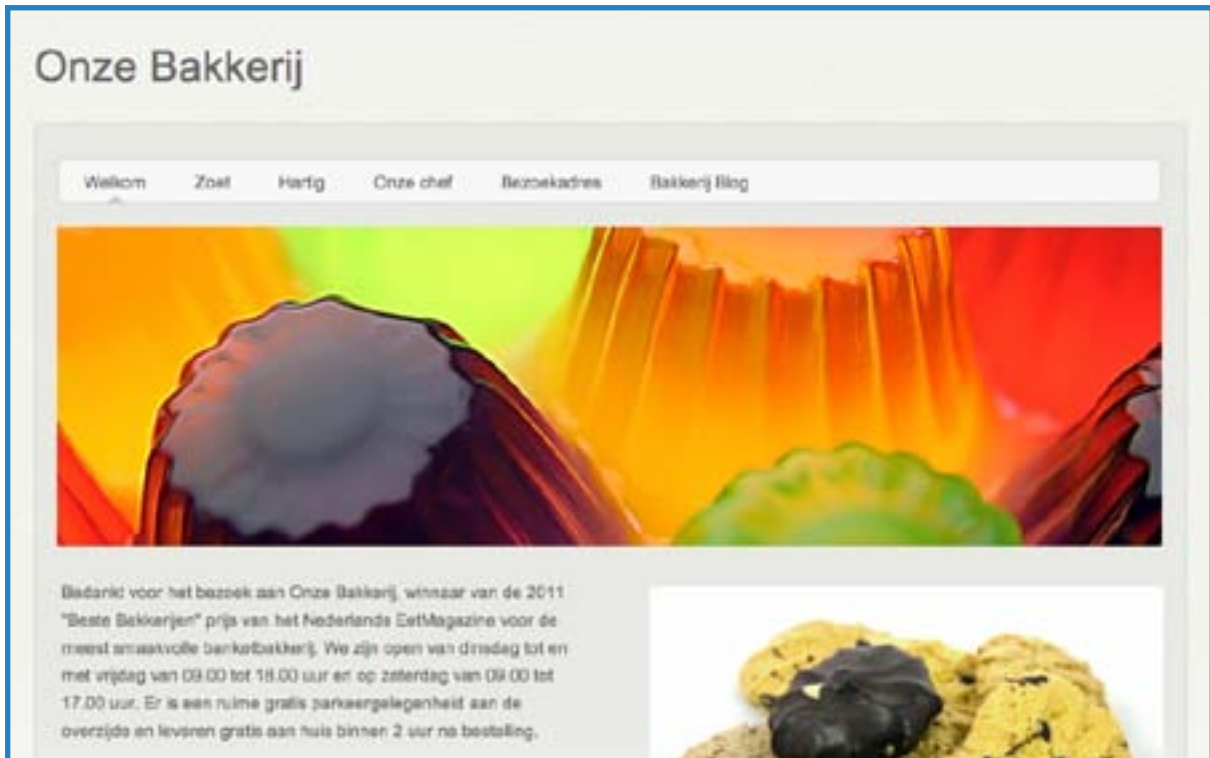 Onze Bakkerij
Welkom Zoet Hartig Onze chef Bezoekadres Bakkerij Blog
Bedankt voor het bezoek aan Onze Bakkerij, winnaar van de 2011
"Beste Bakkerijen" prijs van het Nederlands EetMagazine voor de
meest smaakvolle banketbakkerij. We zijn open van dinsdag tot en
met vrijdag van 09.00 tot 18.00 uur en op zaterdag van 09.00 tot
17.00 uur. Er is een ruime gratis parkeergelegenheid aan de
overzijde en leveren gratis aan huis binnen 2 uur na bestelling.